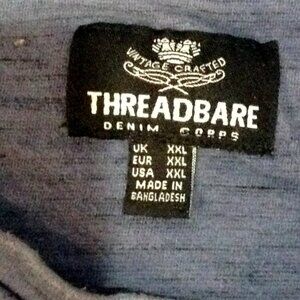 VINTAGE CRAFTED
THREADBARE
DENIM CORPS
UK XXL
EUR XXL
USA XXL
MADE IN
BANGLADESH